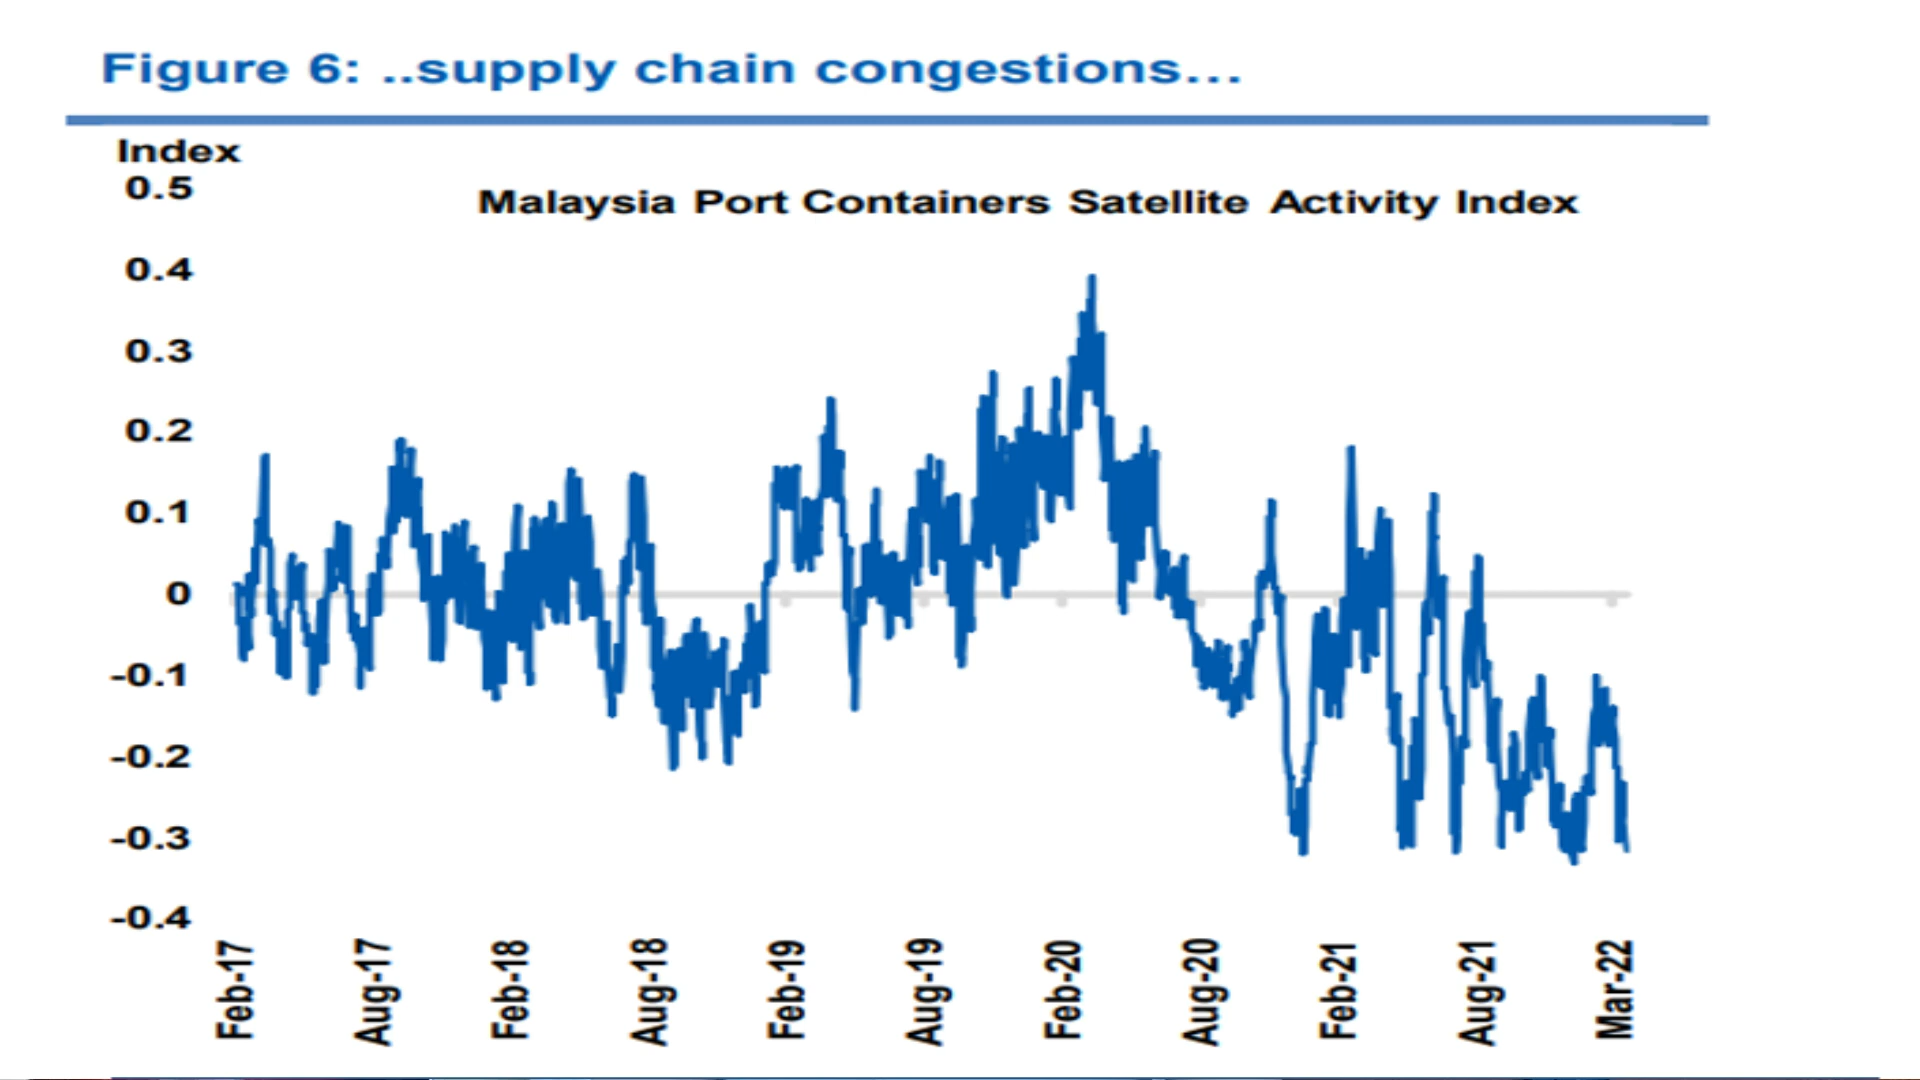 Figure 6: ..supply chain congestions...
Index
Malaysia Port Containers Satellite Activity Index
0.5
0.4
0.3
0.2
0.1
0
-0.1
-0.2
-0.3
-0.4
Feb-17
Aug-17
Feb-18
Aug-18
Feb-19
Aug-19
Feb-20
Aug-20
Feb-21
Aug-21
Mar-22